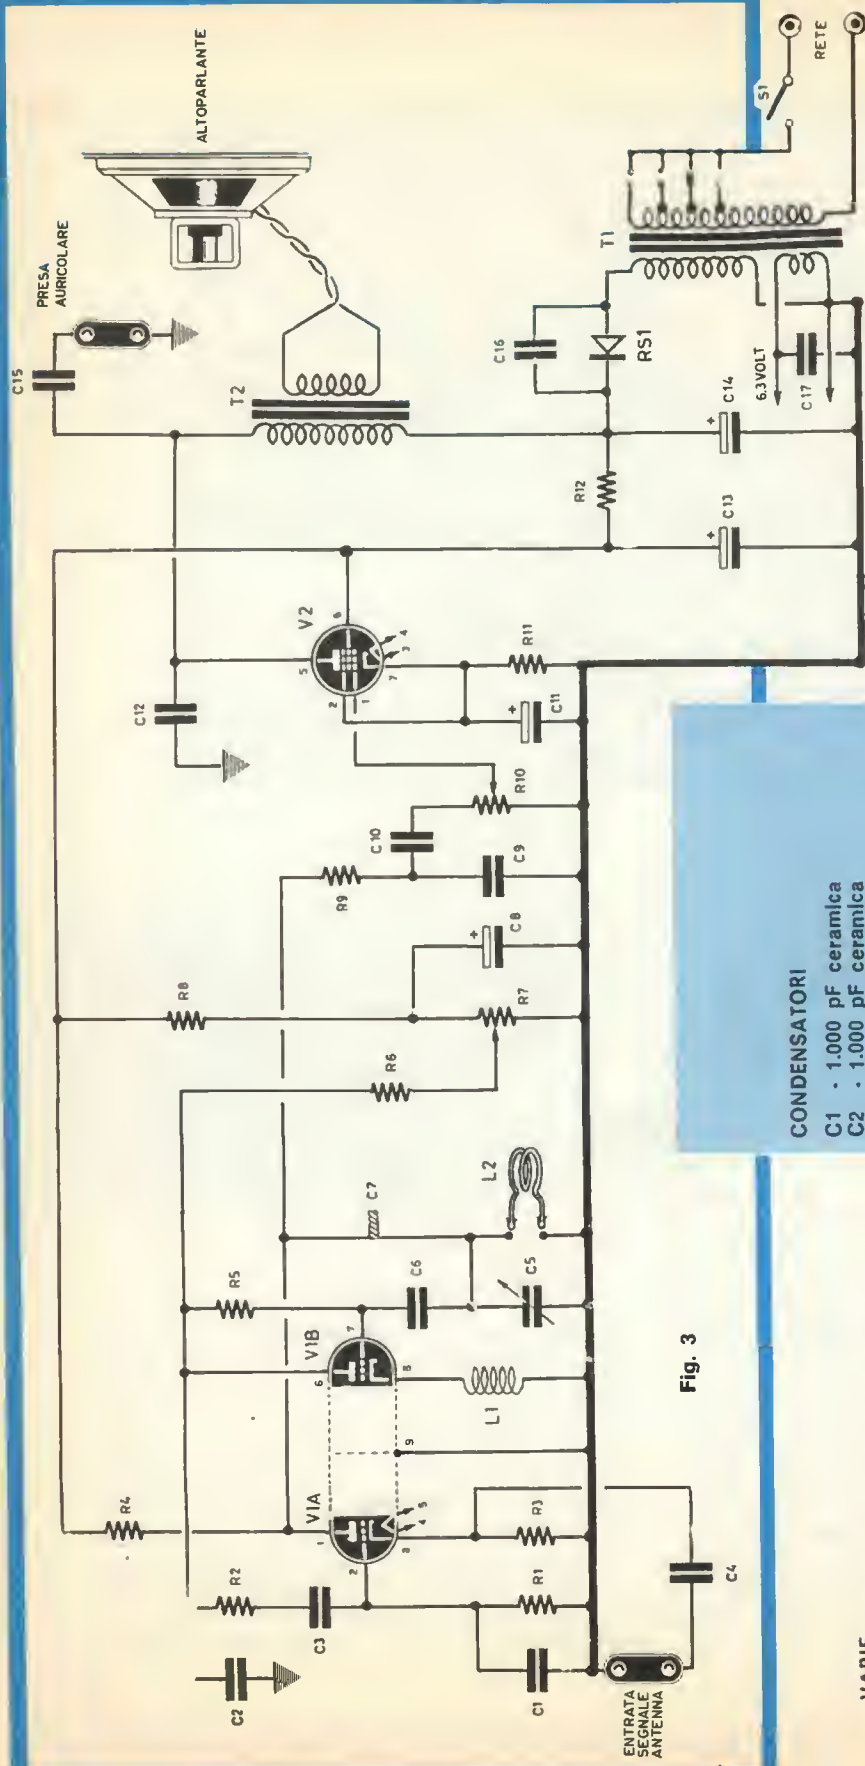 PRESA
AURICOLARE
C15
ALTOPARLANTE
RETE
S1
T2
C16
RS1
T1
6.3 VOLT
C17
C14
R12
C13
+
+
V2
5
6
2
1
7
3
4
C12
R11
C11
R10
C10
R9
C9
C8
+
R8
R7
R6
C7
L2
R5
C6
C5
V1B
6
7
8
L1
9
R4
V1A
1
2
3
4
5
R2
C3
R3
R1
C2
C1
C4
ENTRATA
SEGNALE
ANTENNA
Fig. 3
CONDENSATORI
C1 - 1.000 pF ceramica
C2 - 1.000 pF ceramica